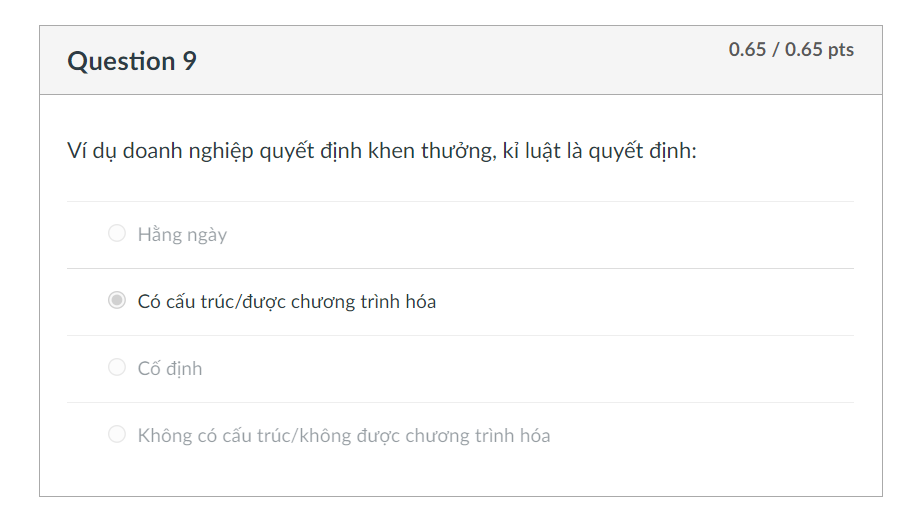 Question 9
0.65 / 0.65 pts
Ví dụ doanh nghiệp quyết định khen thưởng, kỉ luật là quyết định:
Hằng ngày
Có cấu trúc/được chương trình hóa
Cố định
Không có cấu trúc/không được chương trình hóa